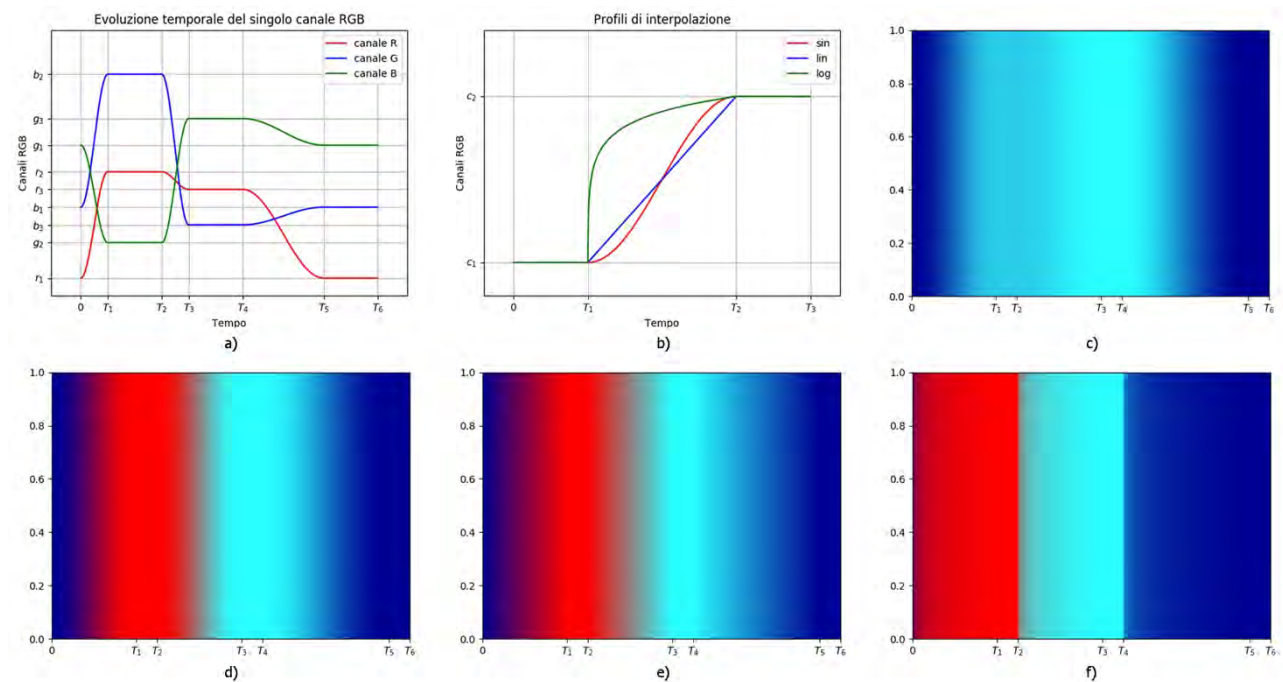 Evoluzione temporale del singolo canale RGB
canale R
canale G
canale B
b2
g3
g1
r2
r3
b1
b3
g2
r1
Canali RGB
0 T1 T2 T3 T4 T5 T6
Tempo
a)
Profili di interpolazione
sin
lin
log
c2
c1
Canali RGB
0 T1 T2 T3
Tempo
b)
1.0
0.8
0.6
0.4
0.2
0.0
0 T1 T2 T3 T4 T5 T6
c)
1.0
0.8
0.6
0.4
0.2
0.0
0 T1 T2 T3 T4 T5 T6
d)
1.0
0.8
0.6
0.4
0.2
0.0
0 T1 T2 T3 T4 T5 T6
e)
1.0
0.8
0.6
0.4
0.2
0.0
0 T1 T2 T3 T4 T5 T6
f)